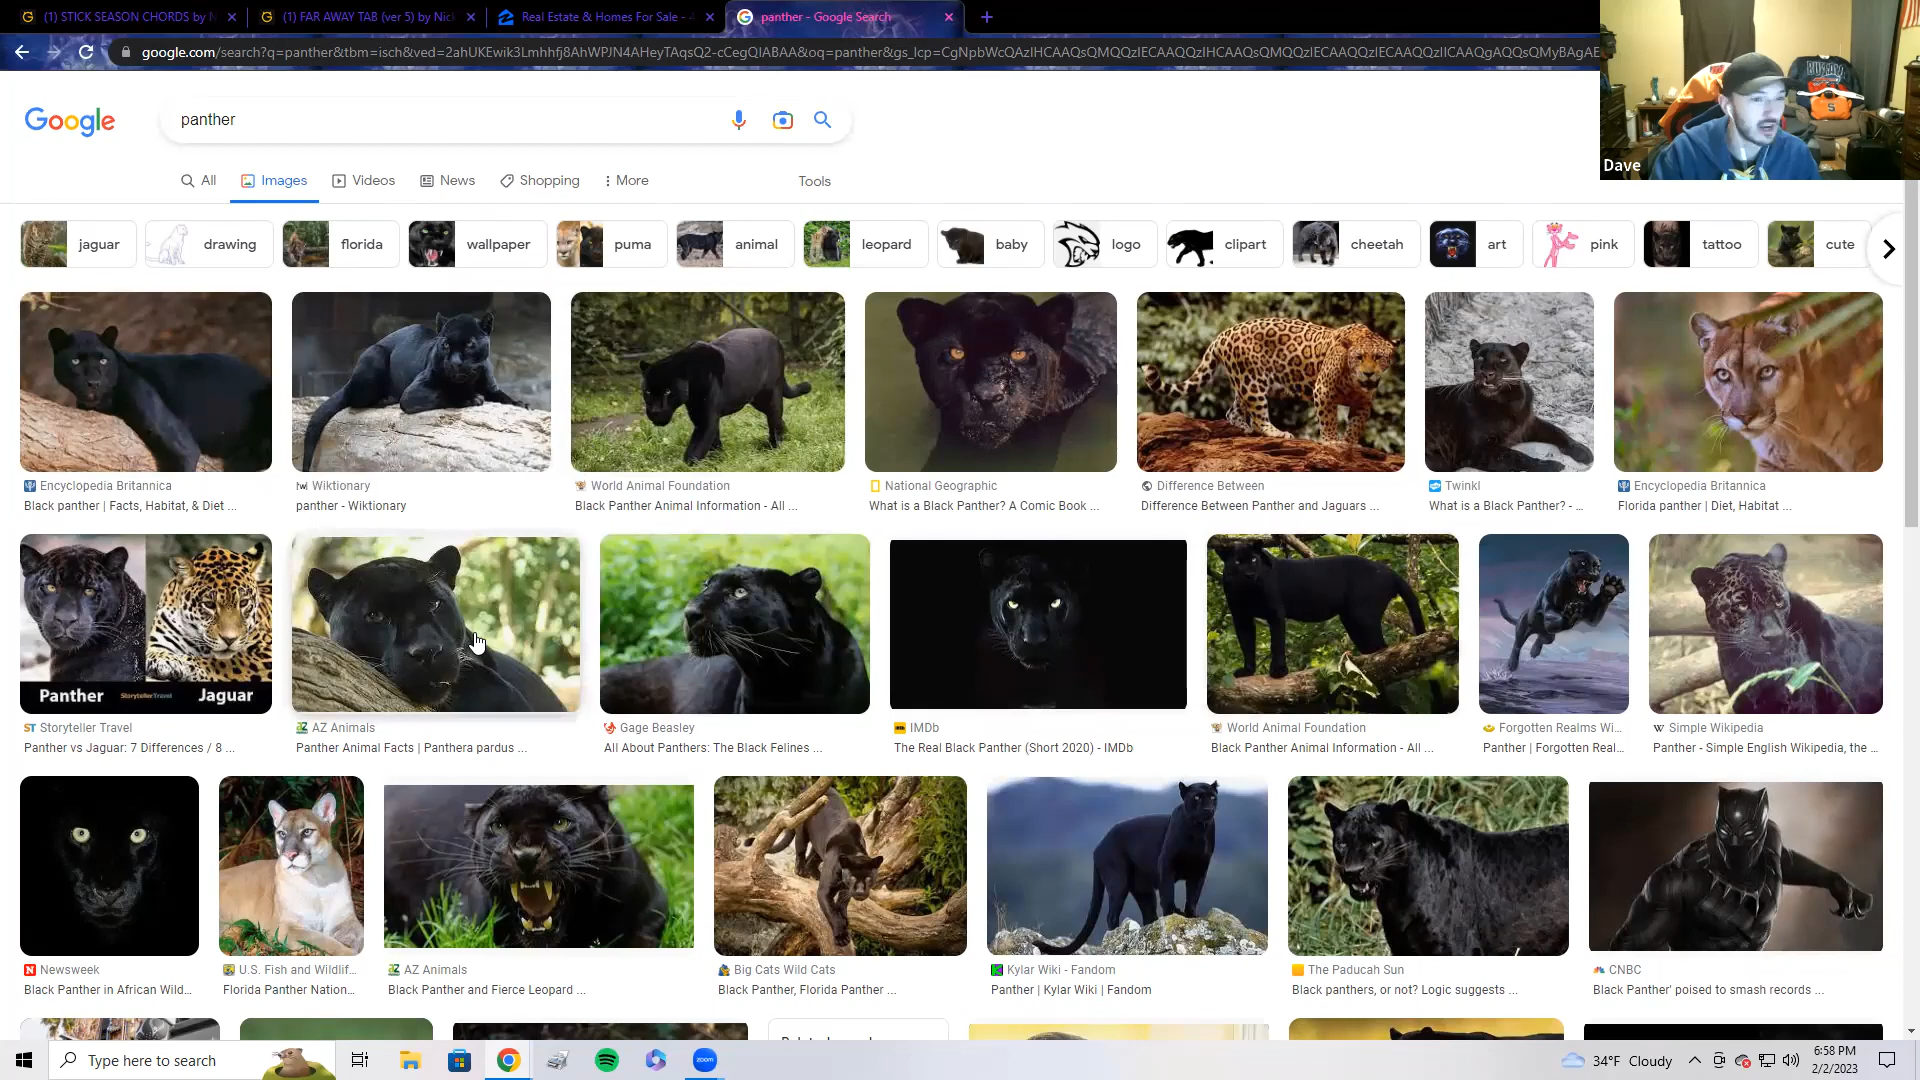 (1) STICK SEASON CHORDS by N
(1) FAR AWAY TAB (ver 5) by Nick
Real Estate & Homes For Sale -
panther - Google Search
google.com/search?q=panther&tbm=isch&ved=2ahUKEwik3Lmhhfj8AhWPJN4AHeyTAqsQ2-cCegQIABAA&oq=panther&gs_lcp=CgNpbWcQAzIHCAAQsQMQQzIECAAQQzIHCAAQsQMQQzIECAAQQzIECAAQQzIICAAQgAQQsQMyBAgAE
Google
panther
All Images Videos News Shopping More Tools
jaguar drawing florida wallpaper puma animal leopard baby logo clipart cheetah art pink tattoo cute
Dave
Encyclopedia Britannica
Black panther | Facts, Habitat, & Diet ...
Wiktionary
panther - Wiktionary
World Animal Foundation
Black Panther Animal Information - All ...
National Geographic
What is a Black Panther? A Comic Book ...
Difference Between
Difference Between Panther and Jaguars ...
Twinkl
What is a Black Panther? - ...
Encyclopedia Britannica
Florida panther | Diet, Habitat ...
Panther StorytellerTravel Jaguar
Storyteller Travel
Panther vs Jaguar: 7 Differences / 8 ...
AZ Animals
Panther Animal Facts | Panthera pardus ...
Gage Beasley
All About Panthers: The Black Felines ...
IMDb
The Real Black Panther (Short 2020) - IMDb
World Animal Foundation
Black Panther Animal Information - All ...
Forgotten Realms Wi...
Panther | Forgotten Real...
Simple Wikipedia
Panther - Simple English Wikipedia, the ...
Newsweek
Black Panther in African Wild...
U.S. Fish and Wildlif...
Florida Panther Nation...
AZ Animals
Black Panther and Fierce Leopard ...
Big Cats Wild Cats
Black Panther, Florida Panther ...
Kylar Wiki - Fandom
Panther | Kylar Wiki | Fandom
The Paducah Sun
Black panthers, or not? Logic suggests ...
CNBC
Black Panther' poised to smash records ...
Type here to search
zoom
34°F Cloudy
6:58 PM
2/2/2023